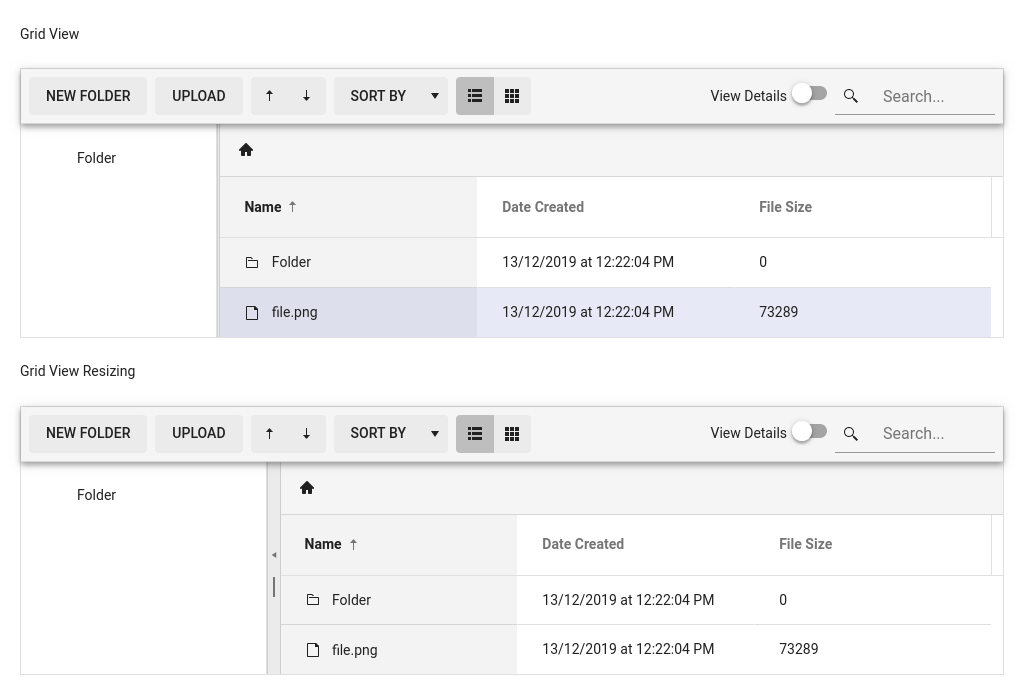 Grid View
NEW FOLDER UPLOAD SORT BY View Details Search...
Folder
Name Date Created File Size
Folder 13/12/2019 at 12:22:04 PM 0
file.png 13/12/2019 at 12:22:04 PM 73289
Grid View Resizing
NEW FOLDER UPLOAD SORT BY View Details Search...
Folder
Name Date Created File Size
Folder 13/12/2019 at 12:22:04 PM 0
file.png 13/12/2019 at 12:22:04 PM 73289